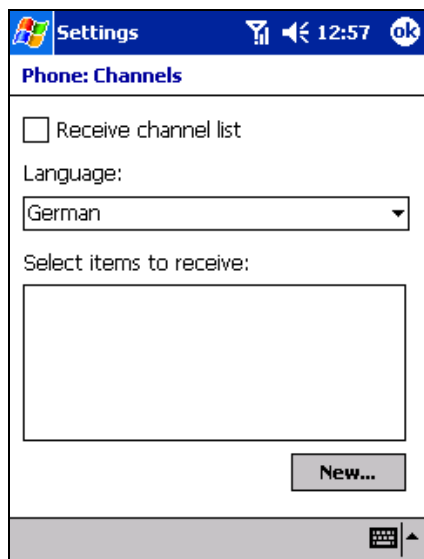 Settings 12:57 ok
Phone: Channels
Receive channel list
Language:
German
Select items to receive:
New...